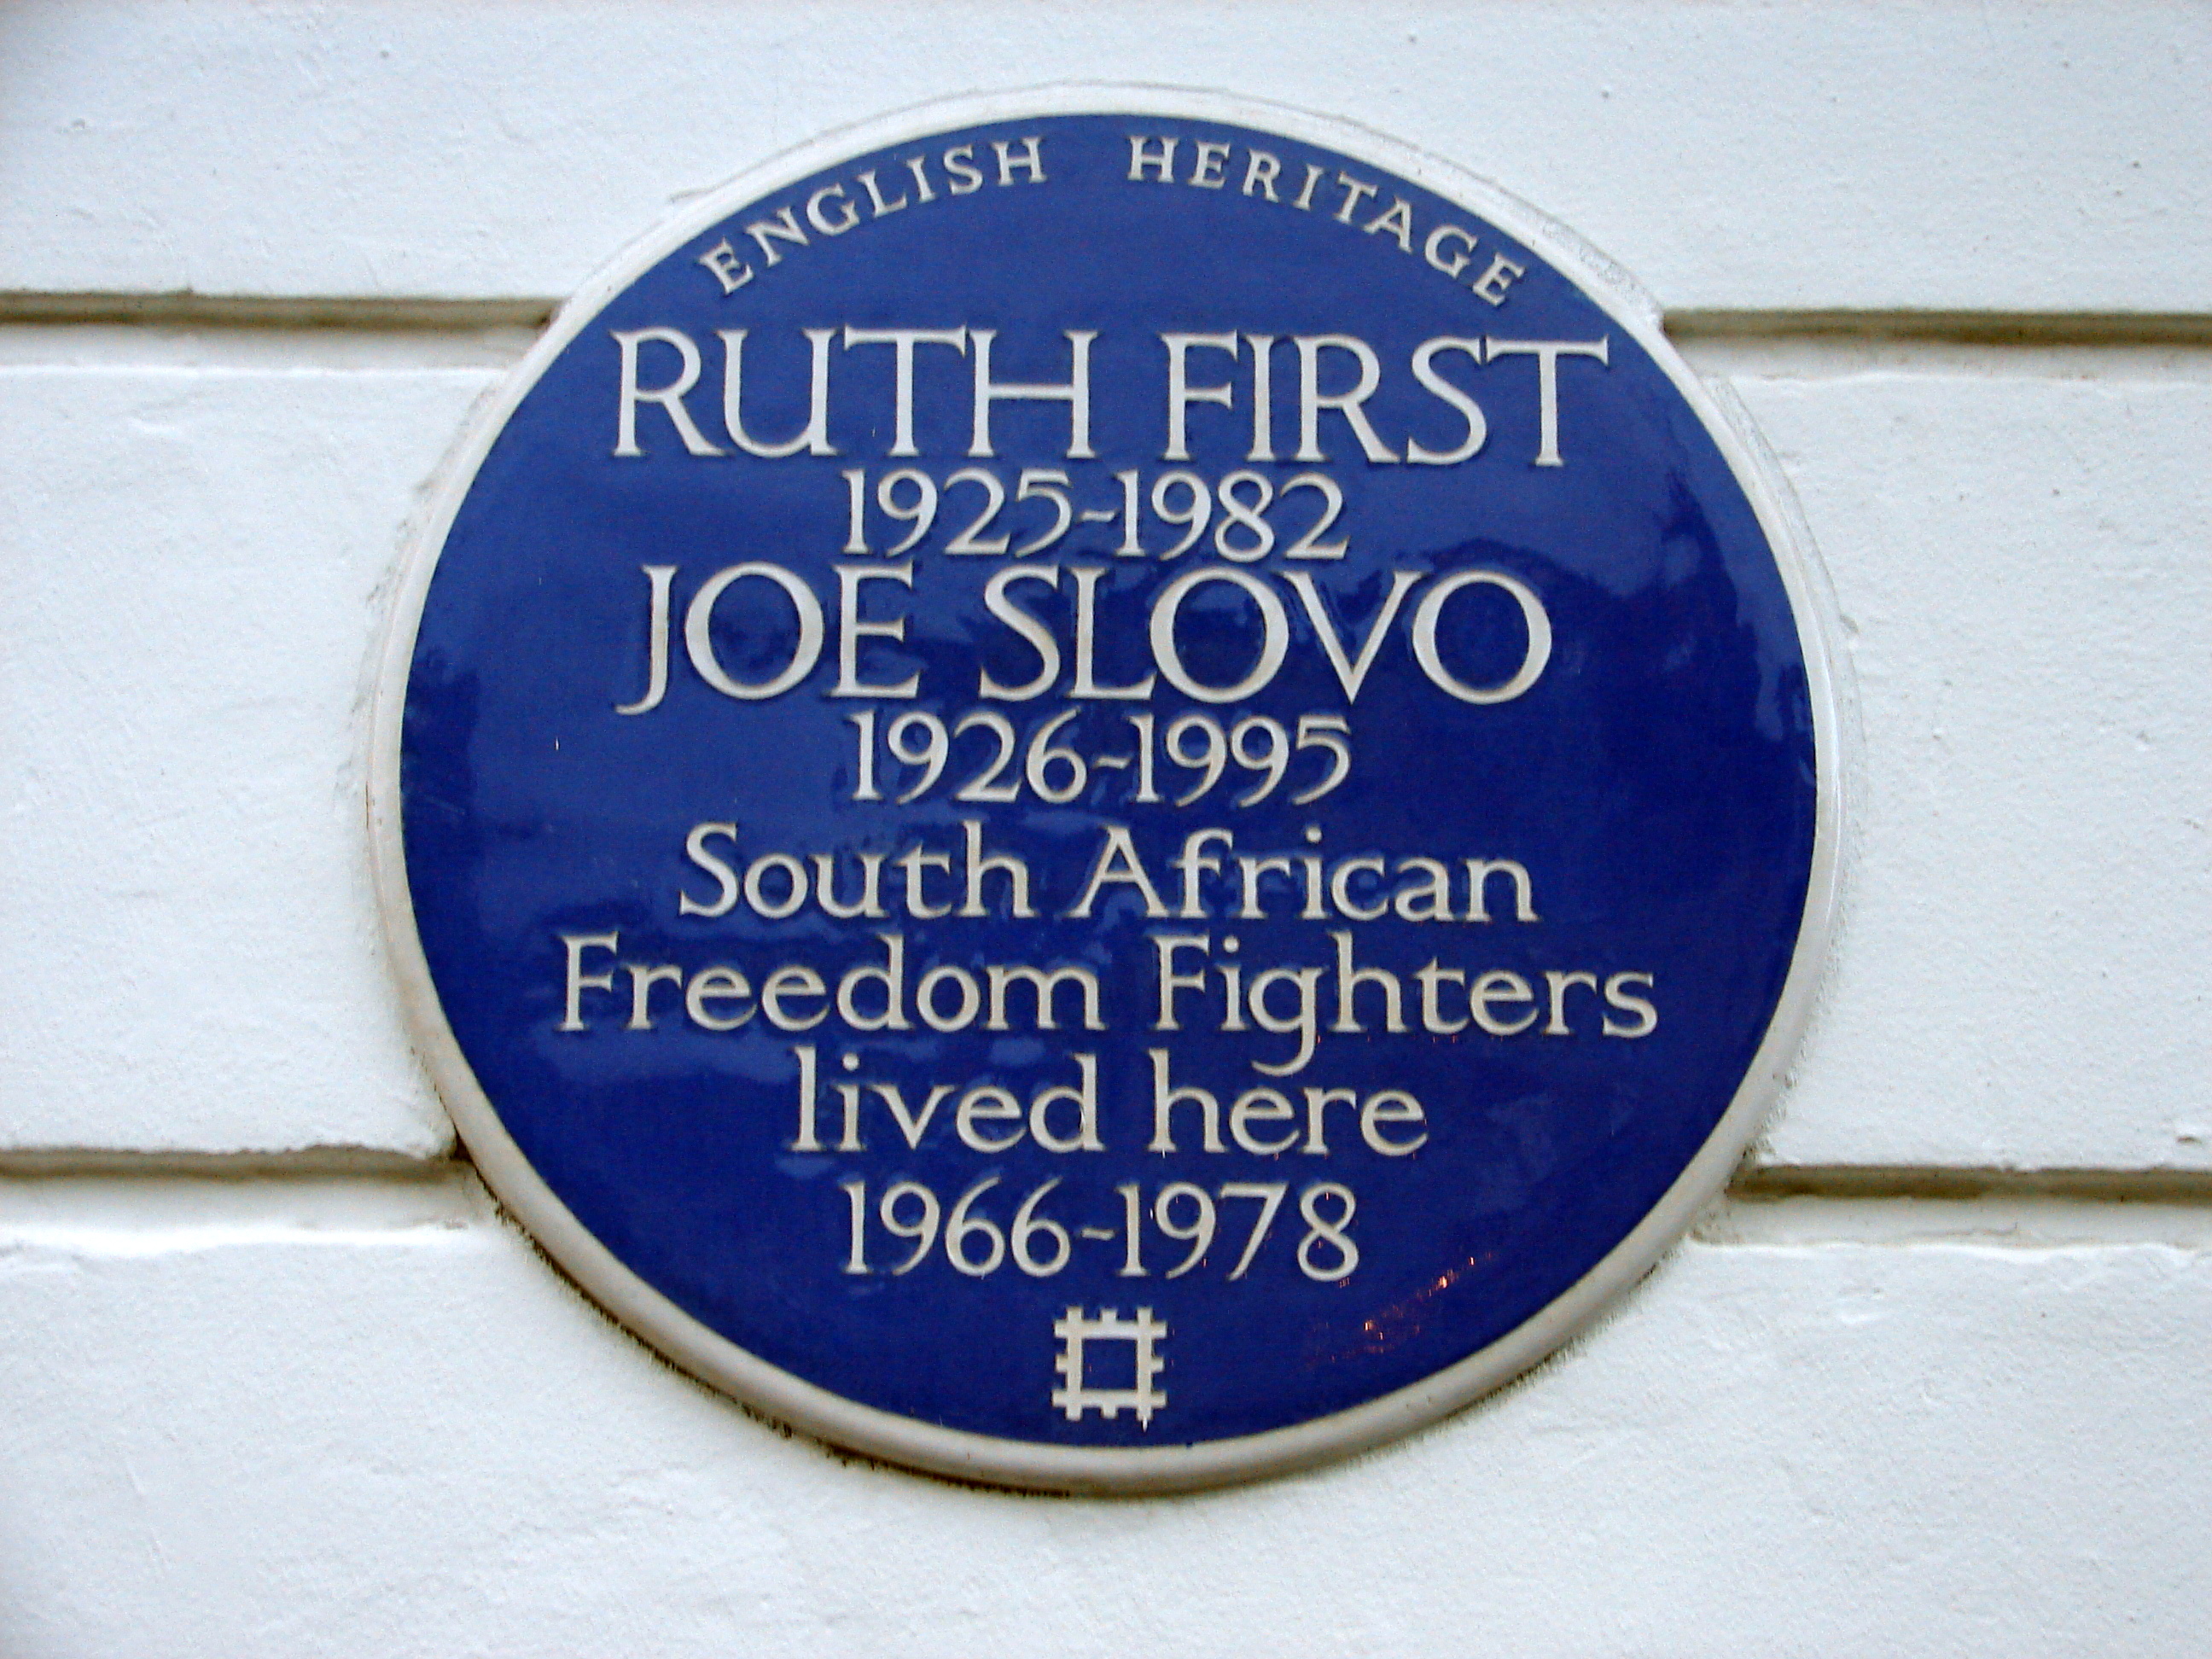 ENGLISH HERITAGE
RUTH FIRST
1925-1982
JOE SLOVO
1926-1995
South African
Freedom Fighters
lived here
1966-1978